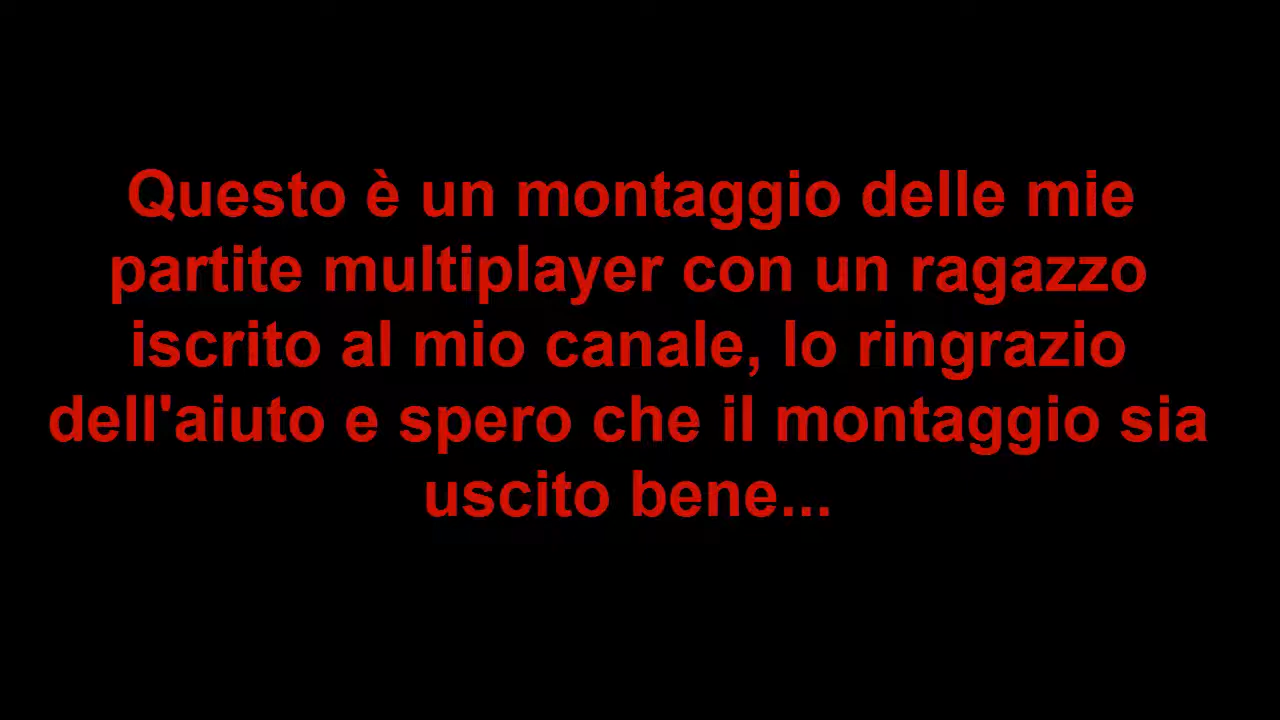 Questo è un montaggio delle mie
partite multiplayer con un ragazzo
iscrito al mio canale, lo ringrazio
dell'aiuto e spero che il montaggio sia
uscito bene...